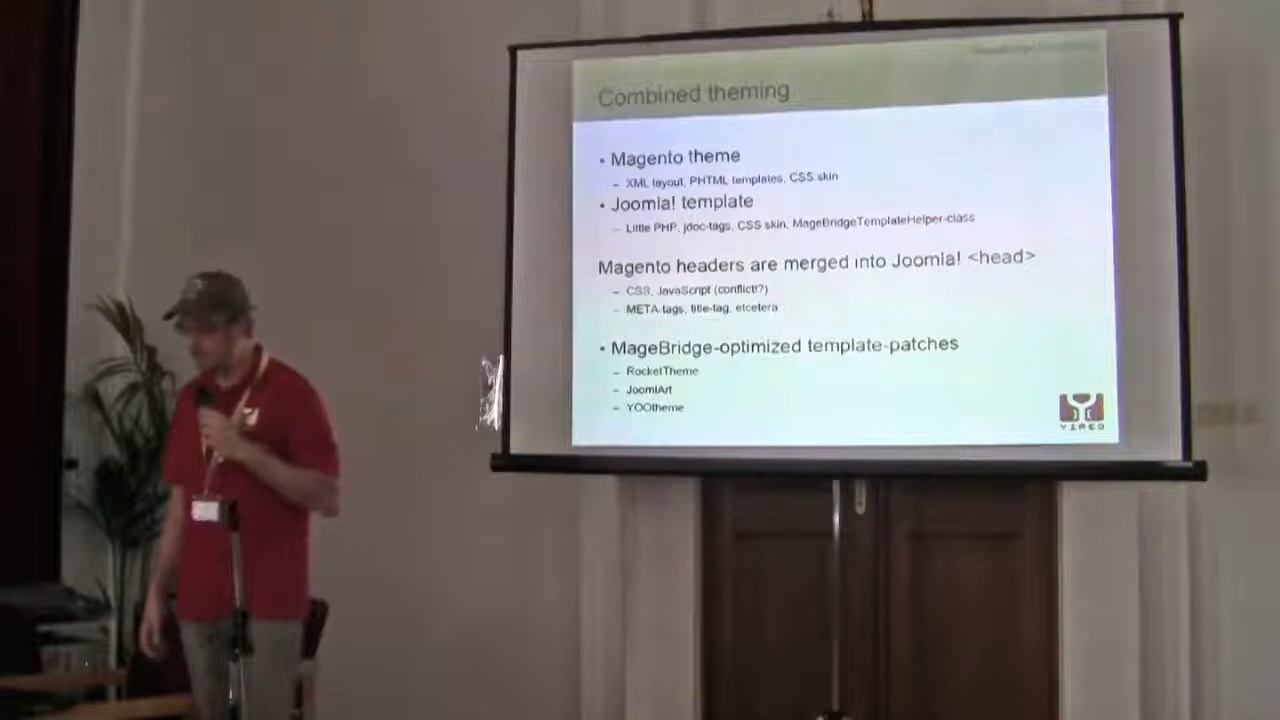 Combined theming
• Magento theme
– XML layout, PHTML templates, CSS skin
• Joomla! template
– Little PHP, jdoc-tags, CSS skin, MageBridgeTemplateHelper-class
Magento headers are merged into Joomla! <head>
– CSS, JavaScript (conflict!?)
– META-tags, title-tag, etcetera
• MageBridge-optimized template-patches
– RocketTheme
– JoomlArt
– YOOtheme
YIREO